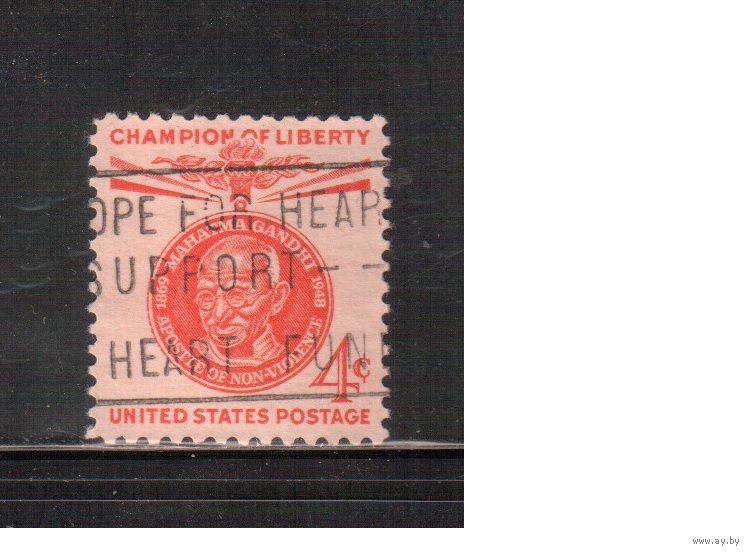 CHAMPION OF LIBERTY
OPE FOR HEAR
MAHATMA GANDHI
SUPORT--
1869 1948
APOSTLE OF NON-VIOLENCE
HEART FUN
4¢
UNITED STATES POSTAGE
www.ay.by